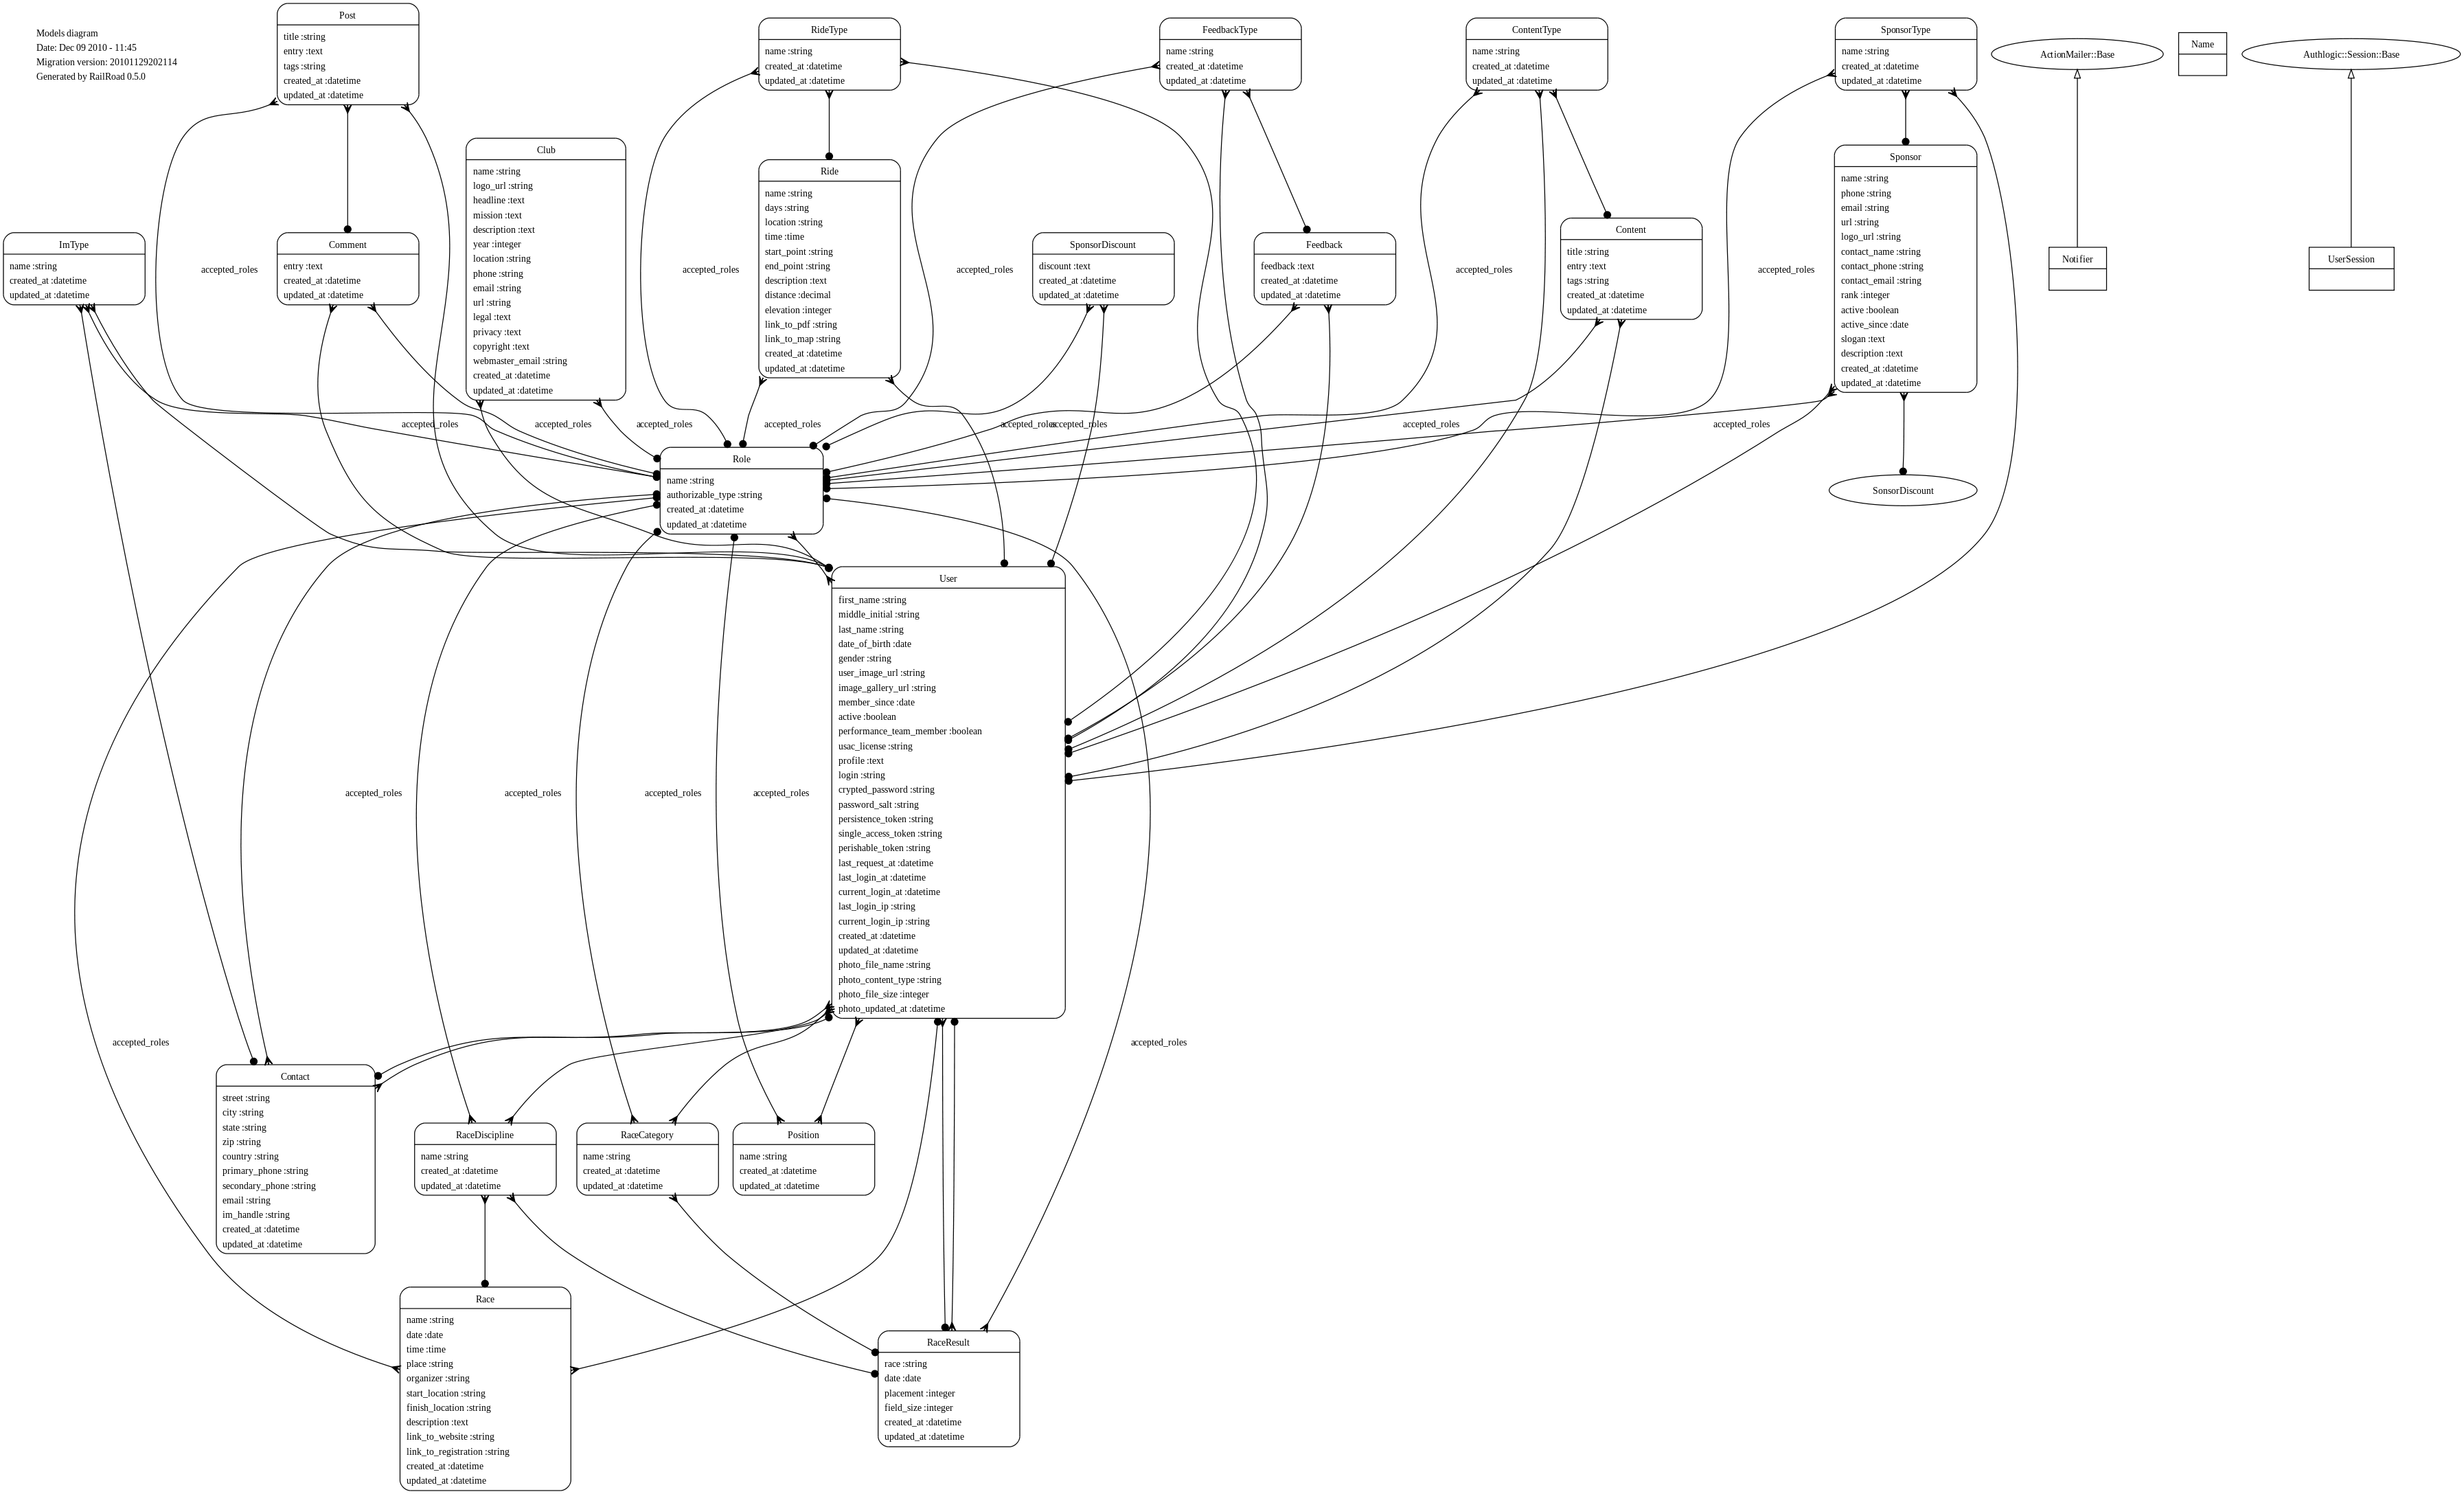 Models diagram
Date: Dec 09 2010 - 11:45
Migration version: 20101129202114
Generated by RailRoad 0.5.0
Post
title :string
entry :text
tags :string
created_at :datetime
updated_at :datetime
RideType
name :string
created_at :datetime
updated_at :datetime
FeedbackType
name :string
created_at :datetime
updated_at :datetime
ContentType
name :string
created_at :datetime
updated_at :datetime
SponsorType
name :string
created_at :datetime
updated_at :datetime
ActionMailer::Base
Name
Authlogic::Session::Base
Club
name :string
logo_url :string
headline :text
mission :text
description :text
year :integer
location :string
phone :string
email :string
url :string
legal :text
privacy :text
copyright :text
webmaster_email :string
created_at :datetime
updated_at :datetime
Ride
name :string
days :string
location :string
time :time
start_point :string
end_point :string
description :text
distance :decimal
elevation :integer
link_to_pdf :string
link_to_map :string
created_at :datetime
updated_at :datetime
Sponsor
name :string
phone :string
email :string
url :string
logo_url :string
contact_name :string
contact_phone :string
contact_email :string
rank :integer
active :boolean
active_since :date
slogan :text
description :text
created_at :datetime
updated_at :datetime
ImType
name :string
created_at :datetime
updated_at :datetime
Comment
entry :text
created_at :datetime
updated_at :datetime
SponsorDiscount
discount :text
created_at :datetime
updated_at :datetime
Feedback
feedback :text
created_at :datetime
updated_at :datetime
Content
title :string
entry :text
tags :string
created_at :datetime
updated_at :datetime
Notifier
UserSession
accepted_roles
accepted_roles
accepted_roles
accepted_roles
accepted_roles
accepted_roles
accepted_roles
accepted_roles
accepted_roles
accepted_roles
accepted_roles
accepted_roles
accepted_roles
Role
name :string
authorizable_type :string
created_at :datetime
updated_at :datetime
SonsorDiscount
User
first_name :string
middle_initial :string
last_name :string
date_of_birth :date
gender :string
user_image_url :string
image_gallery_url :string
member_since :date
active :boolean
performance_team_member :boolean
usac_license :string
profile :text
login :string
crypted_password :string
password_salt :string
persistence_token :string
single_access_token :string
perishable_token :string
last_request_at :datetime
last_login_at :datetime
current_login_at :datetime
last_login_ip :string
current_login_ip :string
created_at :datetime
updated_at :datetime
photo_file_name :string
photo_content_type :string
photo_file_size :integer
photo_updated_at :datetime
accepted_roles
accepted_roles
accepted_roles
accepted_roles
accepted_roles
accepted_roles
Contact
street :string
city :string
state :string
zip :string
country :string
primary_phone :string
secondary_phone :string
email :string
im_handle :string
created_at :datetime
updated_at :datetime
RaceDiscipline
name :string
created_at :datetime
updated_at :datetime
RaceCategory
name :string
created_at :datetime
updated_at :datetime
Position
name :string
created_at :datetime
updated_at :datetime
Race
name :string
date :date
time :time
place :string
organizer :string
start_location :string
finish_location :string
description :text
link_to_website :string
link_to_registration :string
created_at :datetime
updated_at :datetime
RaceResult
race :string
date :date
placement :integer
field_size :integer
created_at :datetime
updated_at :datetime